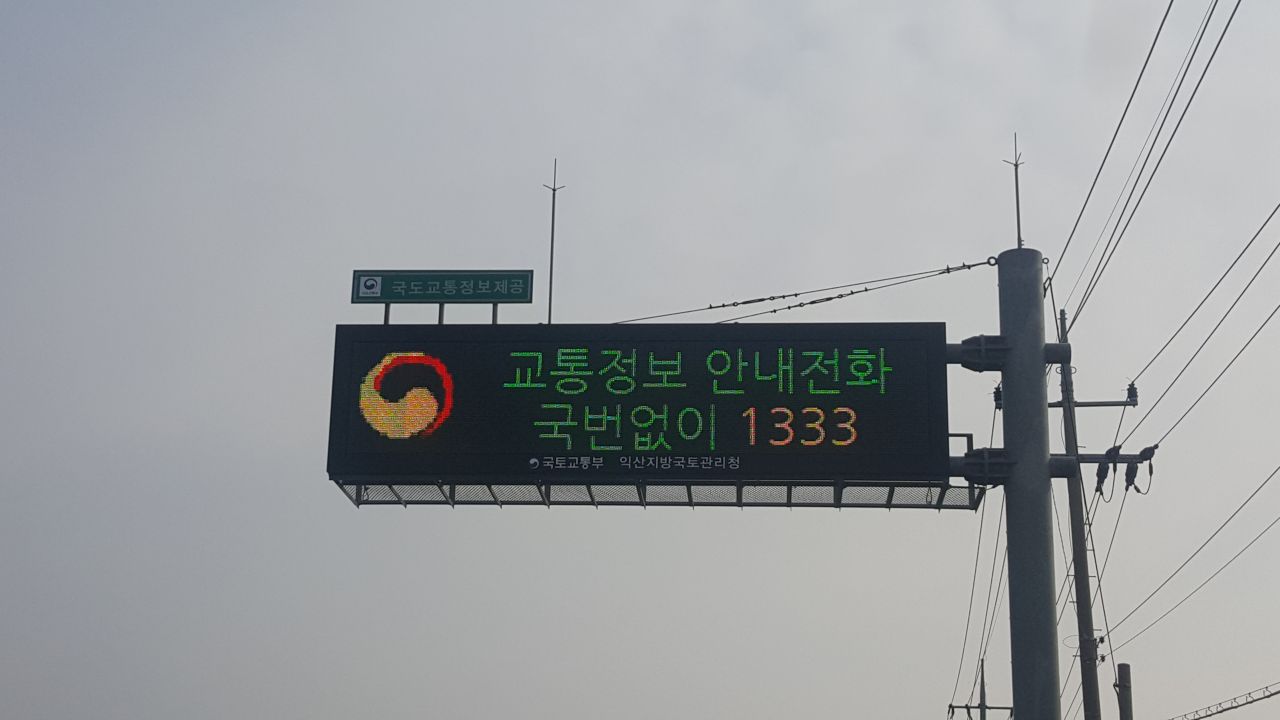 국도교통정보제공
교통정보 안내전화
국번없이 1333
국토교통부 익산지방국토관리청